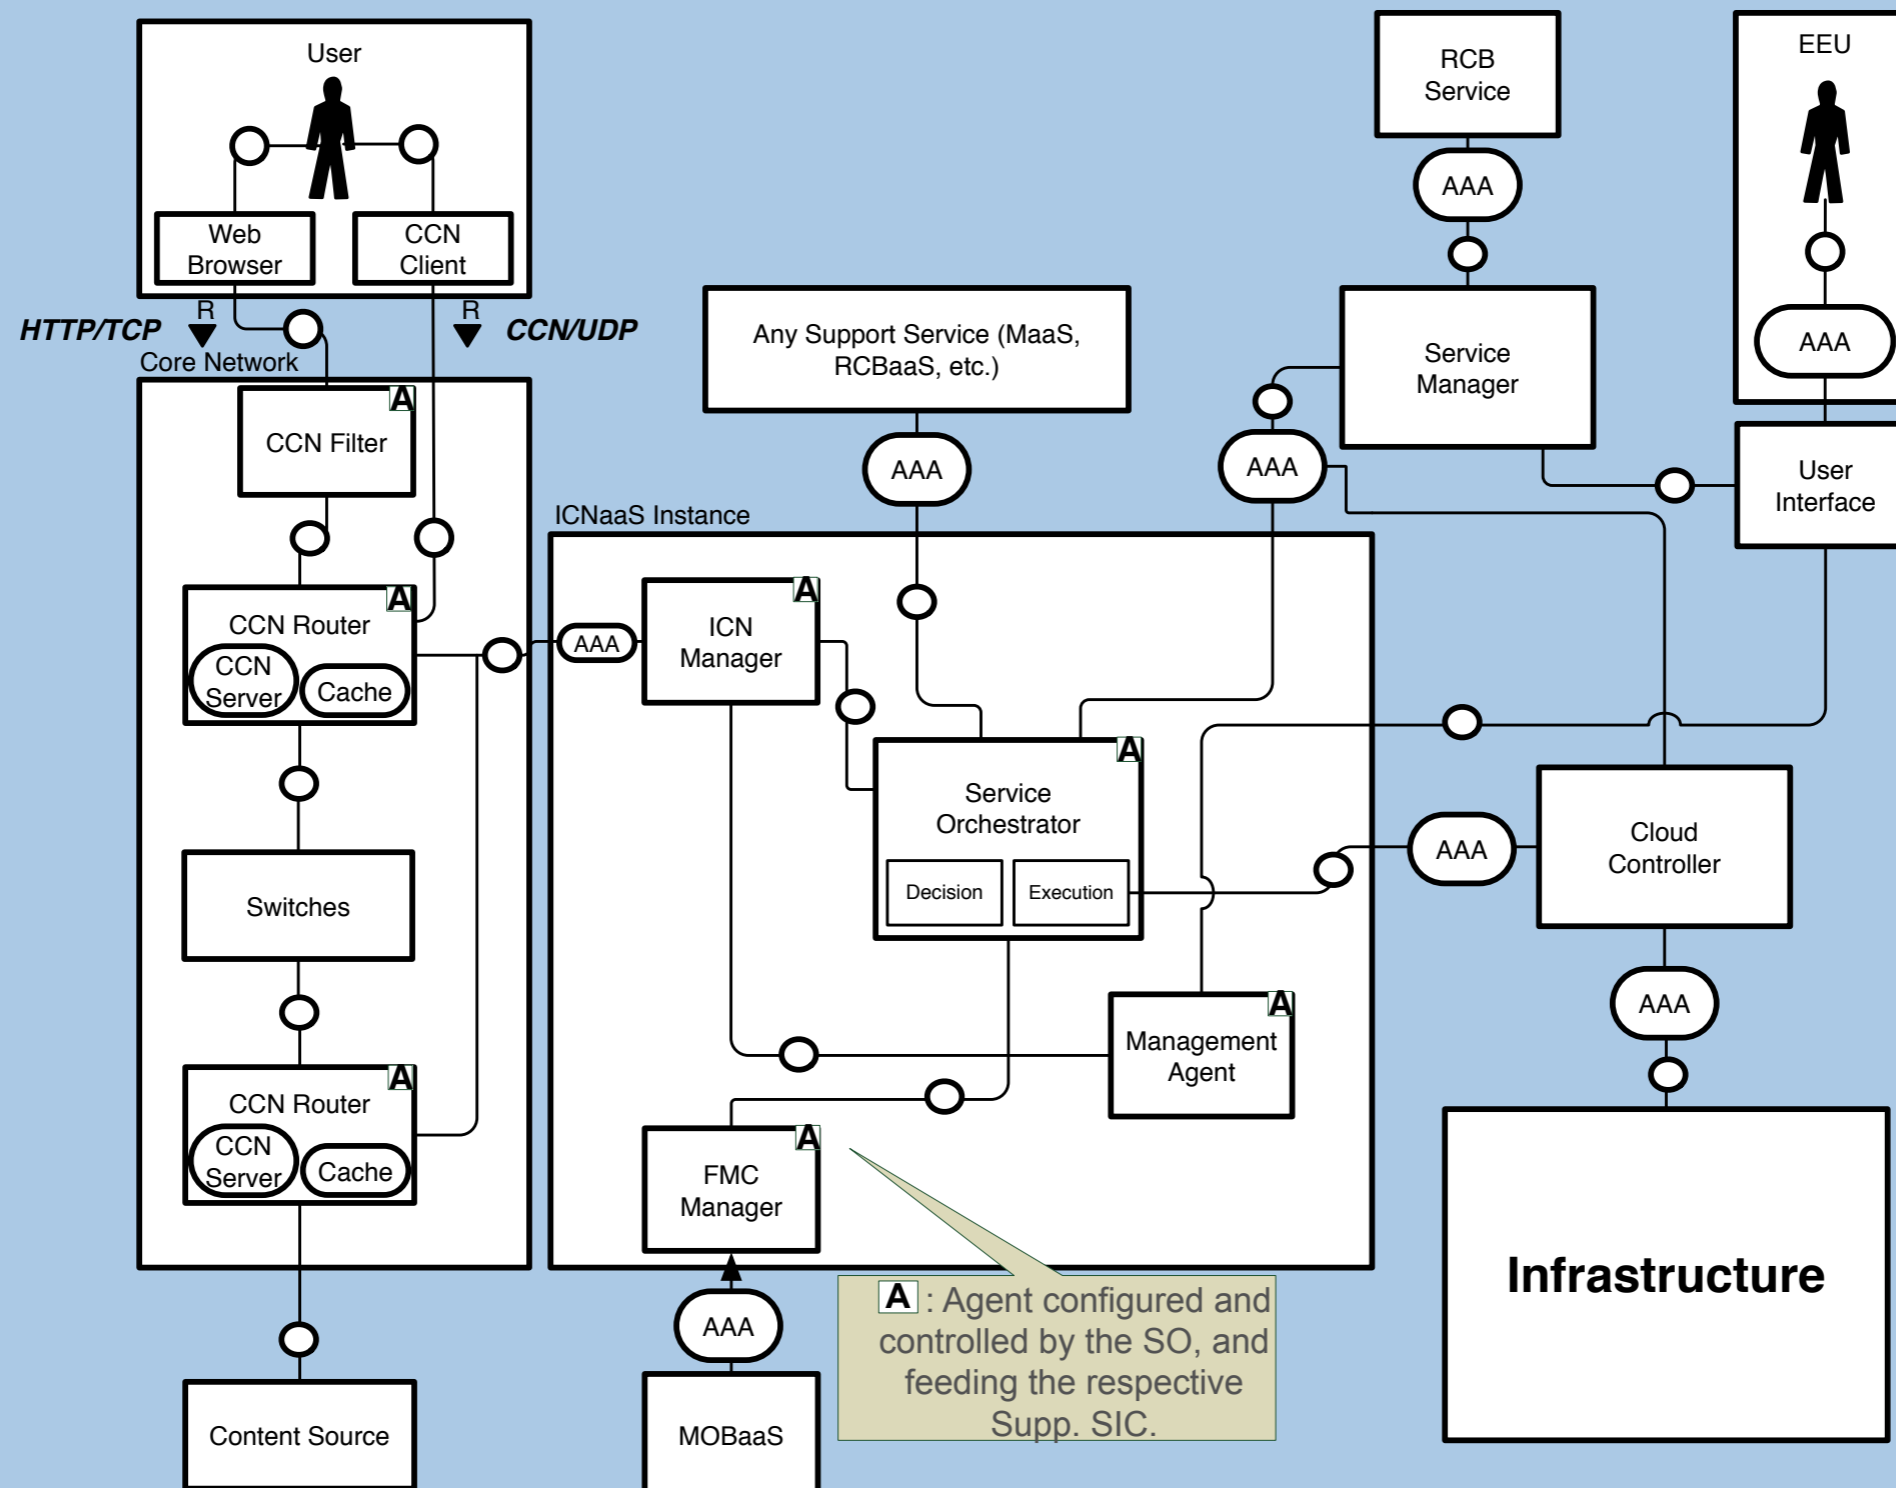 User
Web
Browser
CCN
Client
HTTP/TCP
R
R
CCN/UDP
Core Network
A
CCN Filter
A
CCN Router
CCN
Server
Cache
Switches
A
CCN Router
CCN
Server
Cache
Content Source
Any Support Service (MaaS,
RCBaaS, etc.)
AAA
ICNaaS Instance
AAA
A
ICN
Manager
A
Service
Orchestrator
Decision
Execution
A
Management
Agent
A
FMC
Manager
AAA
MOBaaS
A : Agent configured and
controlled by the SO, and
feeding the respective
Supp. SIC.
RCB
Service
AAA
Service
Manager
AAA
EEU
AAA
User
Interface
AAA
Cloud
Controller
AAA
Infrastructure